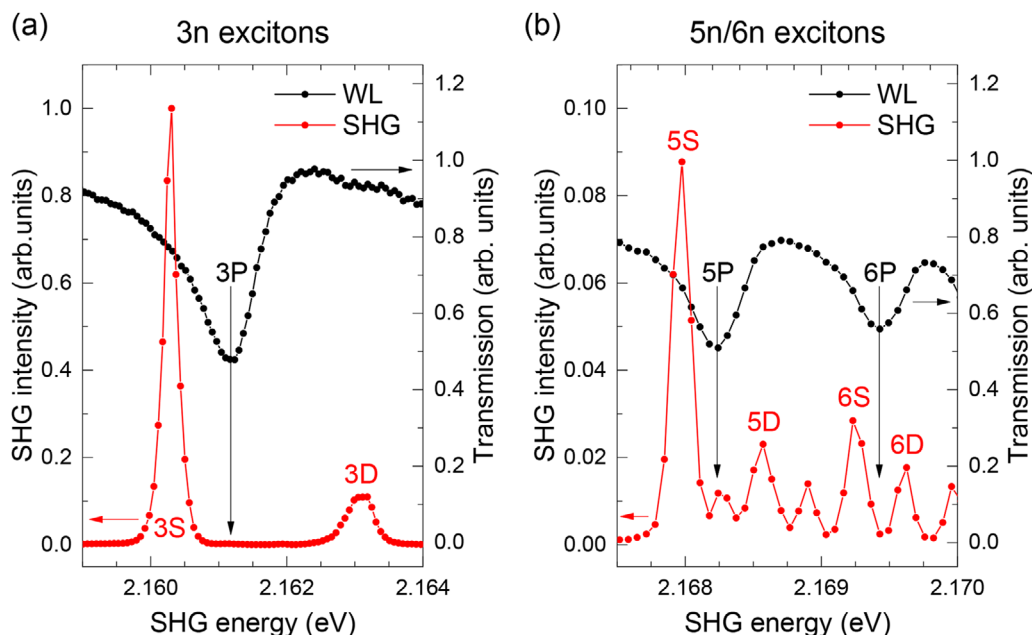 (a)
3n excitons
WL
SHG
3P
3S
3D
1.0
0.8
0.6
0.4
0.2
0.0
SHG intensity (arb.units)
1.2
1.0
0.8
0.6
0.4
0.2
0.0
Transmission (arb. units)
2.160
2.162
2.164
SHG energy (eV)
(b)
5n/6n excitons
WL
SHG
5S
5P
6P
5D
6S
6D
0.10
0.08
0.06
0.04
0.02
0.00
SHG intensity (arb.units)
1.2
1.0
0.8
0.6
0.4
0.2
0.0
Transmission (arb. units)
2.168
2.169
2.170
SHG energy (eV)